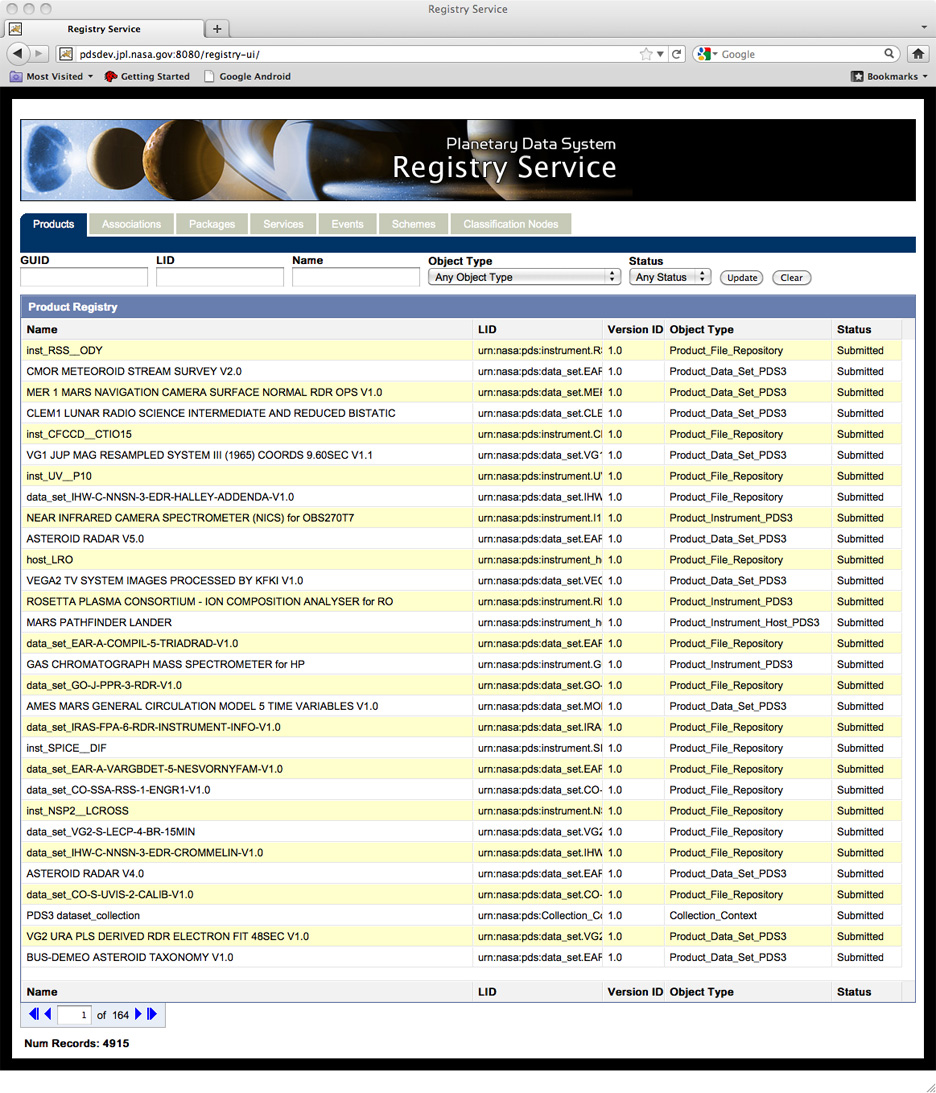 Registry Service
Registry Service +
pdsdev.jpl.nasa.gov:8080/registry-ui/ Google
Most Visited Getting Started Google Android Bookmarks
Planetary Data System
Registry Service
Products Associations Packages Services Events Schemes Classification Nodes
GUID LID Name Object Type Status
Any Object Type Any Status Update Clear
Product Registry
Name LID Version ID Object Type Status
inst_RSS__ODY urn:nasa:pds:instrument.RS 1.0 Product_File_Repository Submitted
CMOR METEOROID STREAM SURVEY V2.0 urn:nasa:pds:data_set.EAR 1.0 Product_Data_Set_PDS3 Submitted
MER 1 MARS NAVIGATION CAMERA SURFACE NORMAL RDR OPS V1.0 urn:nasa:pds:data_set.MER 1.0 Product_Data_Set_PDS3 Submitted
CLEM1 LUNAR RADIO SCIENCE INTERMEDIATE AND REDUCED BISTATIC urn:nasa:pds:data_set.CLE 1.0 Product_Data_Set_PDS3 Submitted
inst_CFCCD__CTIO15 urn:nasa:pds:instrument.CF 1.0 Product_File_Repository Submitted
VG1 JUP MAG RESAMPLED SYSTEM III (1965) COORDS 9.60SEC V1.1 urn:nasa:pds:data_set.VG1 1.0 Product_Data_Set_PDS3 Submitted
inst_UV__P10 urn:nasa:pds:instrument.UV 1.0 Product_File_Repository Submitted
data_set_IHW-C-NNSN-3-EDR-HALLEY-ADDENDA-V1.0 urn:nasa:pds:data_set.IHW 1.0 Product_File_Repository Submitted
NEAR INFRARED CAMERA SPECTROMETER (NICS) for OBS270T7 urn:nasa:pds:instrument.I1 1.0 Product_Instrument_PDS3 Submitted
ASTEROID RADAR V5.0 urn:nasa:pds:data_set.EAR 1.0 Product_Data_Set_PDS3 Submitted
host_LRO urn:nasa:pds:instrument_h 1.0 Product_File_Repository Submitted
VEGA2 TV SYSTEM IMAGES PROCESSED BY KFKI V1.0 urn:nasa:pds:data_set.VEG 1.0 Product_Data_Set_PDS3 Submitted
ROSETTA PLASMA CONSORTIUM - ION COMPOSITION ANALYSER for RO urn:nasa:pds:instrument.RI 1.0 Product_Instrument_PDS3 Submitted
MARS PATHFINDER LANDER urn:nasa:pds:instrument_h 1.0 Product_Instrument_Host_PDS3 Submitted
data_set_EAR-A-COMPIL-5-TRIADRAD-V1.0 urn:nasa:pds:data_set.EAR 1.0 Product_File_Repository Submitted
GAS CHROMATOGRAPH MASS SPECTROMETER for HP urn:nasa:pds:instrument.G 1.0 Product_Instrument_PDS3 Submitted
data_set_GO-J-PPR-3-RDR-V1.0 urn:nasa:pds:data_set.GO- 1.0 Product_File_Repository Submitted
AMES MARS GENERAL CIRCULATION MODEL 5 TIME VARIABLES V1.0 urn:nasa:pds:data_set.MO 1.0 Product_Data_Set_PDS3 Submitted
data_set_IRAS-FPA-6-RDR-INSTRUMENT-INFO-V1.0 urn:nasa:pds:data_set.IRA 1.0 Product_File_Repository Submitted
inst_SPICE__DIF urn:nasa:pds:instrument.SI 1.0 Product_File_Repository Submitted
data_set_EAR-A-VARGBDET-5-NESVORNYFAM-V1.0 urn:nasa:pds:data_set.EAR 1.0 Product_File_Repository Submitted
data_set_CO-SSA-RSS-1-ENGR1-V1.0 urn:nasa:pds:data_set.CO- 1.0 Product_File_Repository Submitted
inst_NSP2__LCROSS urn:nasa:pds:instrument.NS 1.0 Product_File_Repository Submitted
data_set_VG2-S-LECP-4-BR-15MIN urn:nasa:pds:data_set.VG2 1.0 Product_File_Repository Submitted
data_set_IHW-C-NNSN-3-EDR-CROMMELIN-V1.0 urn:nasa:pds:data_set.IHW 1.0 Product_File_Repository Submitted
ASTEROID RADAR V4.0 urn:nasa:pds:data_set.EAR 1.0 Product_Data_Set_PDS3 Submitted
data_set_CO-S-UVIS-2-CALIB-V1.0 urn:nasa:pds:data_set.CO- 1.0 Product_File_Repository Submitted
PDS3 dataset_collection urn:nasa:pds:Collection_Co 1.0 Collection_Context Submitted
VG2 URA PLS DERIVED RDR ELECTRON FIT 48SEC V1.0 urn:nasa:pds:data_set.VG2 1.0 Product_Data_Set_PDS3 Submitted
BUS-DEMEO ASTEROID TAXONOMY V1.0 urn:nasa:pds:data_set.EAR 1.0 Product_Data_Set_PDS3 Submitted
Name LID Version ID Object Type Status
1 of 164
Num Records: 4915